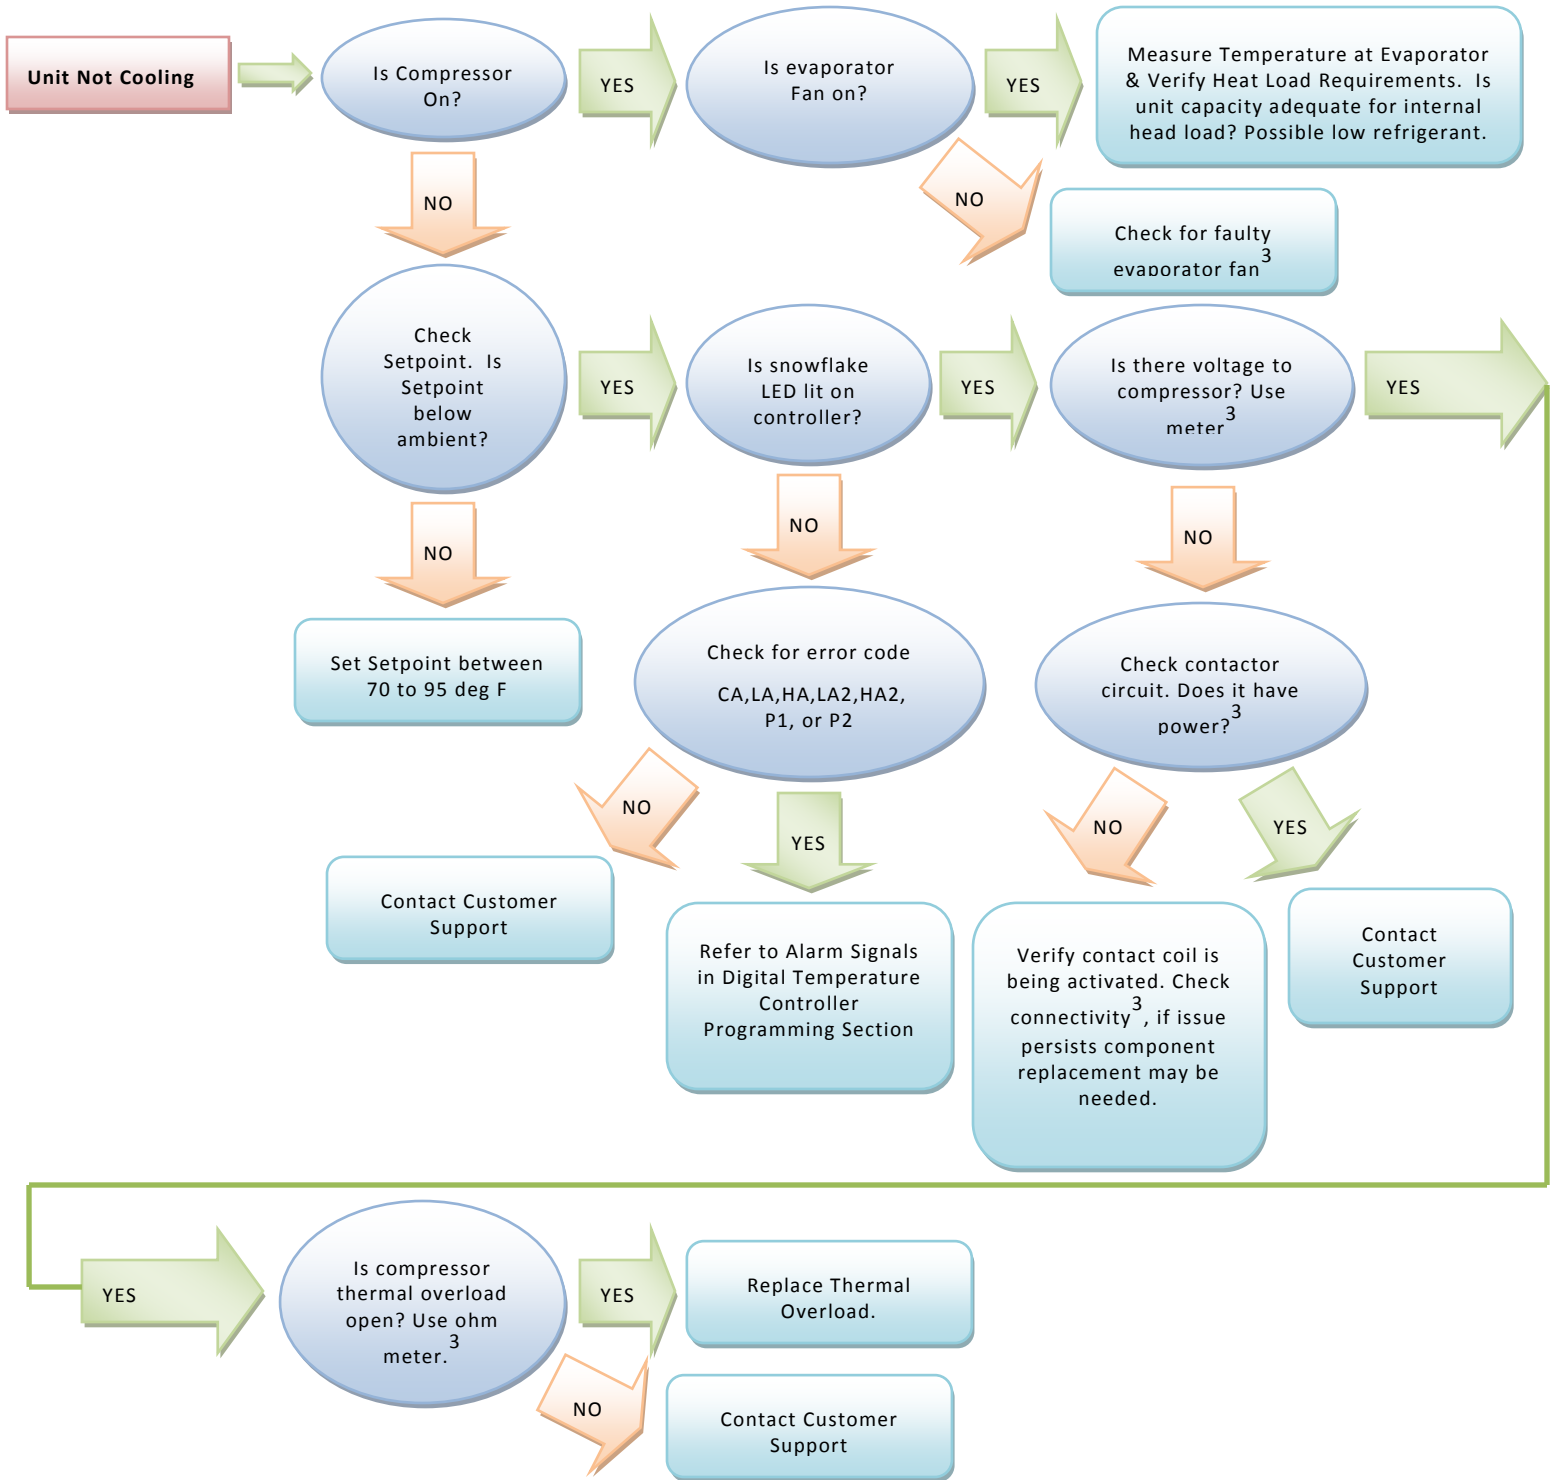 Unit Not Cooling
Is Compressor
On?
YES
Is evaporator
Fan on?
YES
Measure Temperature at Evaporator
& Verify Heat Load Requirements. Is
unit capacity adequate for internal
head load? Possible low refrigerant.
NO
NO
Check for faulty
evaporator fan3
Check
Setpoint. Is
Setpoint
below
ambient?
YES
Is snowflake
LED lit on
controller?
YES
Is there voltage to
compressor? Use
meter3
YES
NO
NO
NO
Set Setpoint between
70 to 95 deg F
Check for error code
CA,LA,HA,LA2,HA2,
P1, or P2
Check contactor
circuit. Does it have
power?3
NO
YES
NO
YES
Contact Customer
Support
Refer to Alarm Signals
in Digital Temperature
Controller
Programming Section
Verify contact coil is
being activated. Check
connectivity3, if issue
persists component
replacement may be
needed.
Contact
Customer
Support
YES
Is compressor
thermal overload
open? Use ohm
meter.3
YES
Replace Thermal
Overload.
NO
Contact Customer
Support